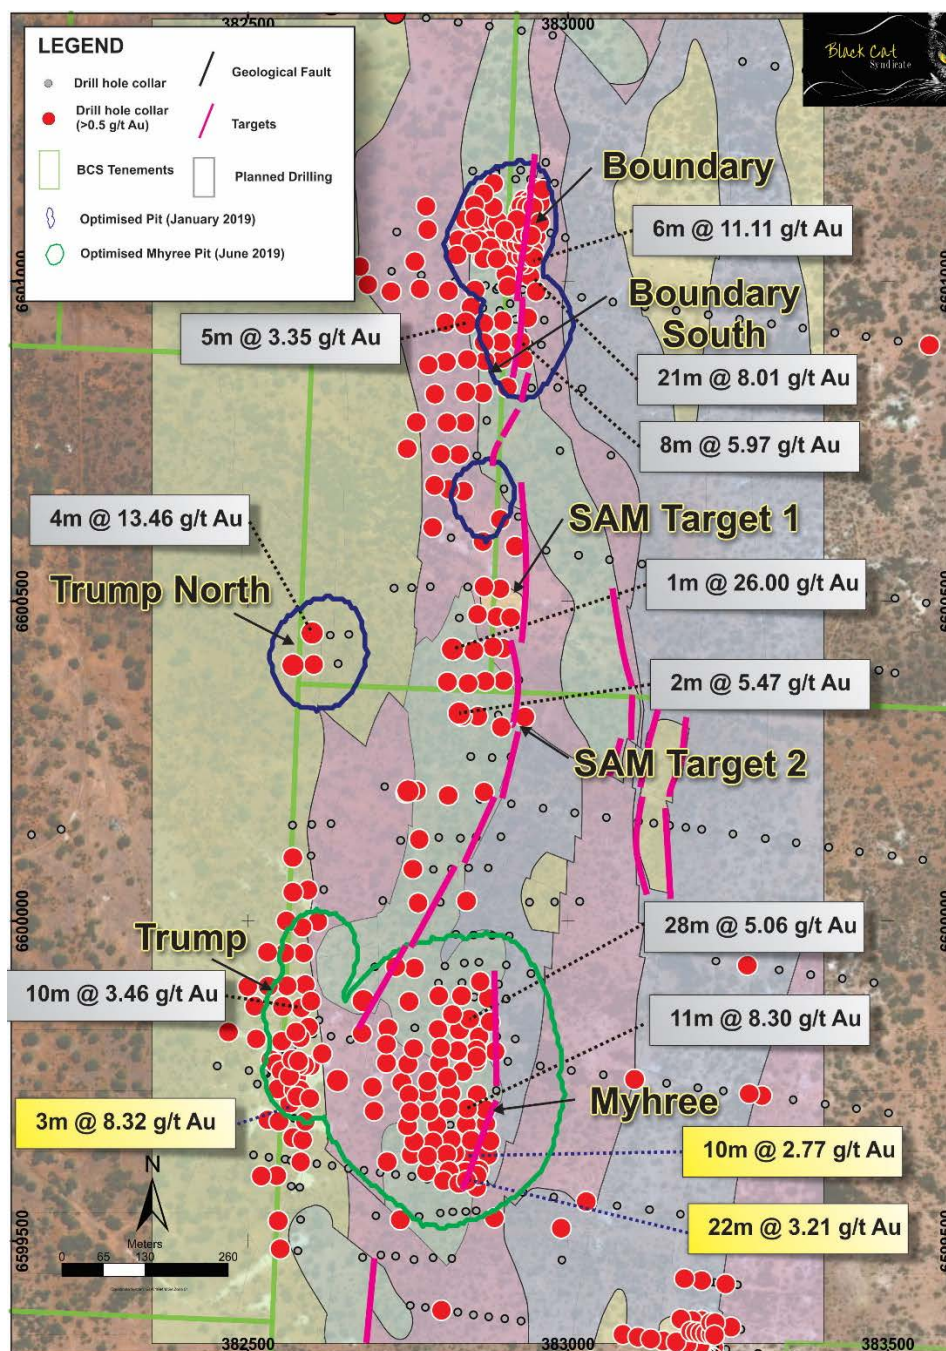 382500
383000
Black Cat
Syndicate
LEGEND
Drill hole collar
Geological Fault
Drill hole collar
(>0.5 g/t Au)
Targets
BCS Tenements
Planned Drilling
Optimised Pit (January 2019)
Optimised Mhyree Pit (June 2019)
Boundary
6m @ 11.11 g/t Au
6601000
Boundary
South
5m @ 3.35 g/t Au
21m @ 8.01 g/t Au
8m @ 5.97 g/t Au
4m @ 13.46 g/t Au
SAM Target 1
Trump North
1m @ 26.00 g/t Au
6600500
6600500
2m @ 5.47 g/t Au
SAM Target 2
6600000
6600000
28m @ 5.06 g/t Au
Trump
10m @ 3.46 g/t Au
11m @ 8.30 g/t Au
Myhree
3m @ 8.32 g/t Au
10m @ 2.77 g/t Au
N
22m @ 3.21 g/t Au
6599500
6599500
Meters
0 65 130 260
382500
383000
383500